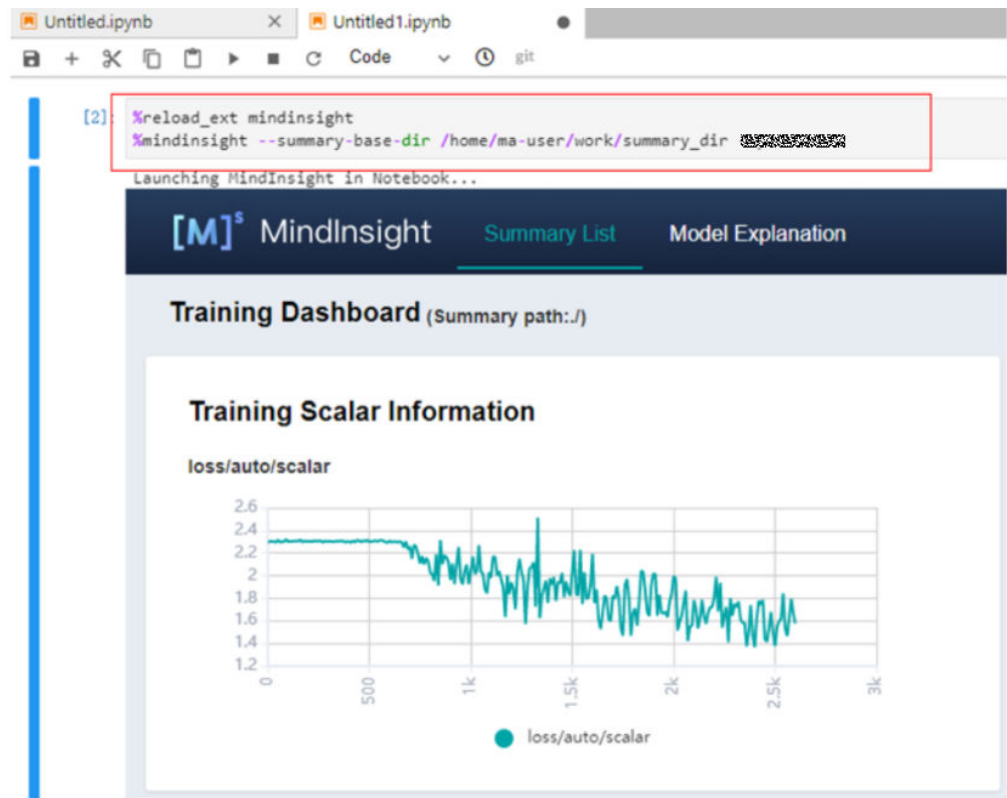 Untitled.ipynb
Untitled1.ipynb
Code
git
[2]:
%reload_ext mindinsight
%mindinsight --summary-base-dir /home/ma-user/work/summary_dir
Launching MindInsight in Notebook...
[M]s MindInsight Summary List Model Explanation
Training Dashboard (Summary path:./)
Training Scalar Information
loss/auto/scalar
2.6
2.4
2.2
2
1.8
1.6
1.4
1.2
0 500 1k 1.5k 2k 2.5k 3k
loss/auto/scalar